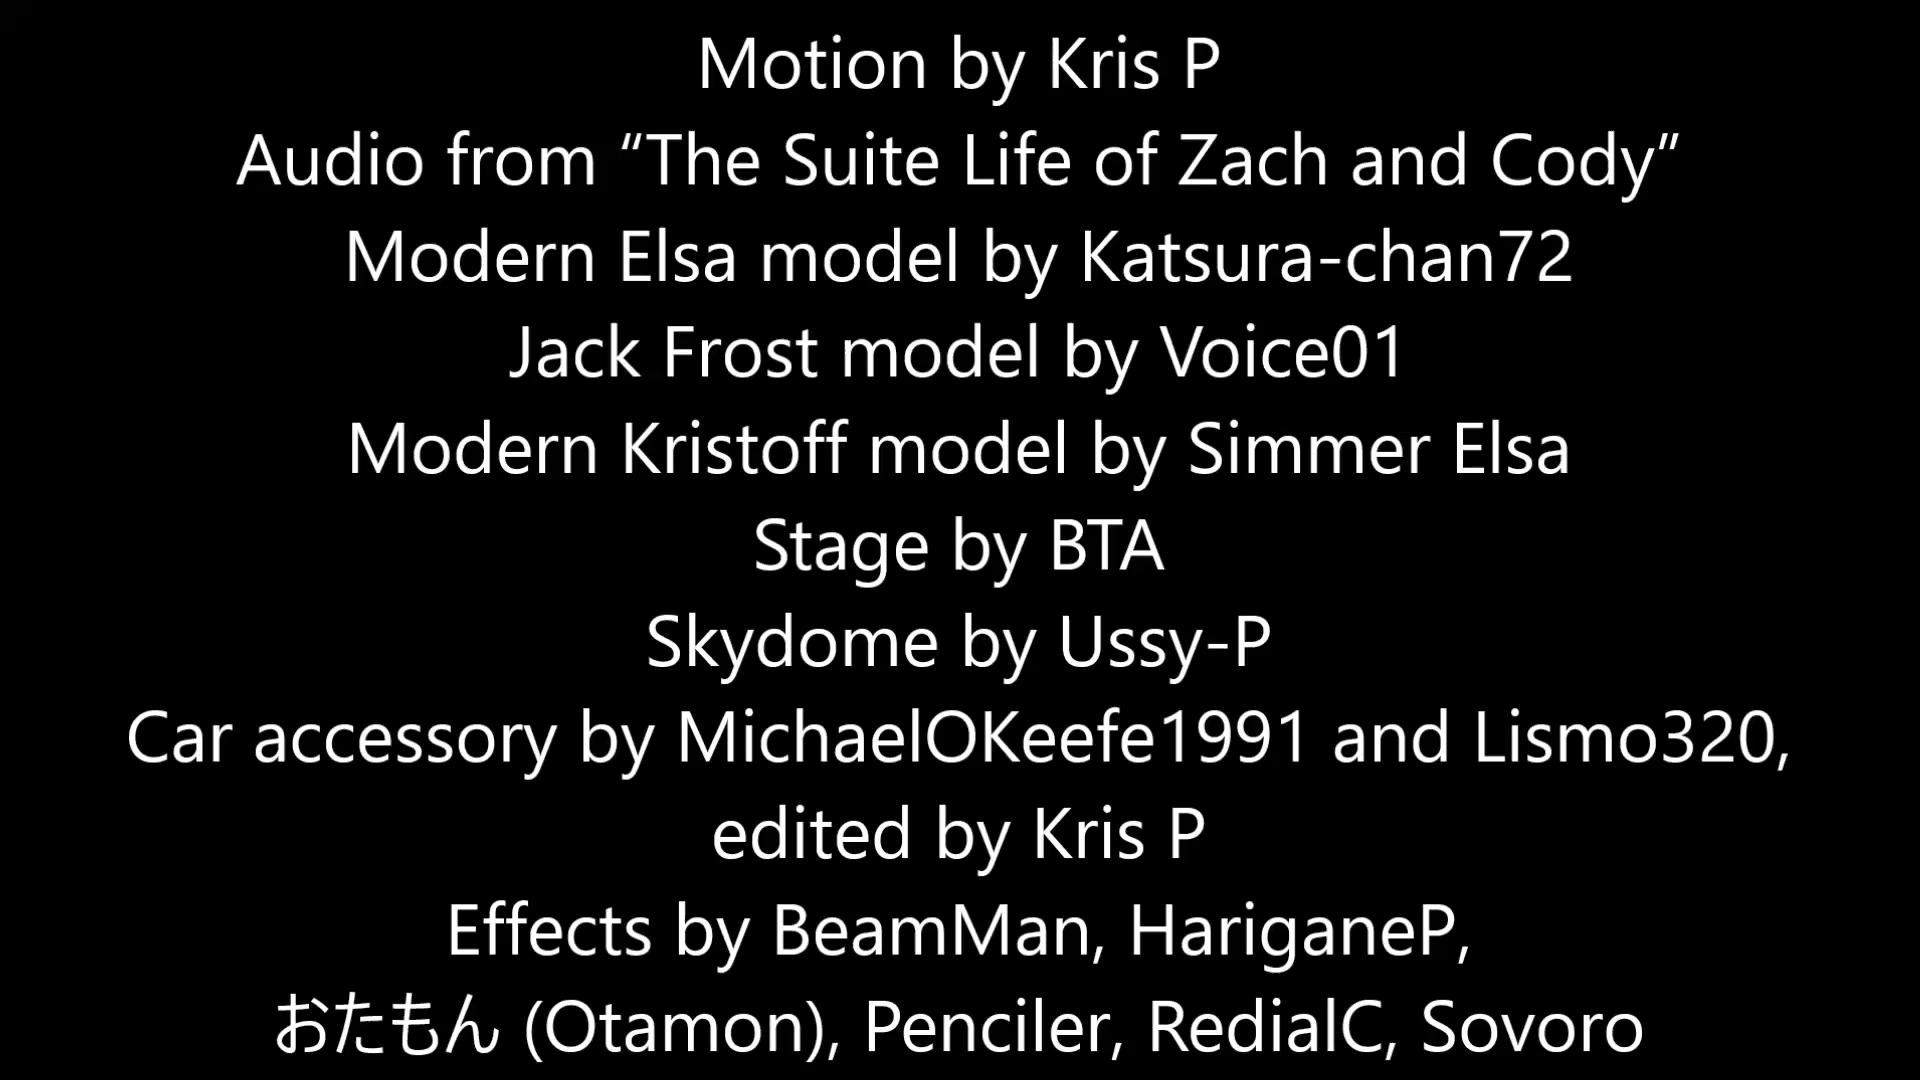 Motion by Kris P
Audio from “The Suite Life of Zach and Cody”
Modern Elsa model by Katsura-chan72
Jack Frost model by Voice01
Modern Kristoff model by Simmer Elsa
Stage by BTA
Skydome by Ussy-P
Car accessory by MichaelOKeefe1991 and Lismo320,
edited by Kris P
Effects by BeamMan, HariganeP,
おたもん (Otamon), Penciler, RedialC, Sovoro